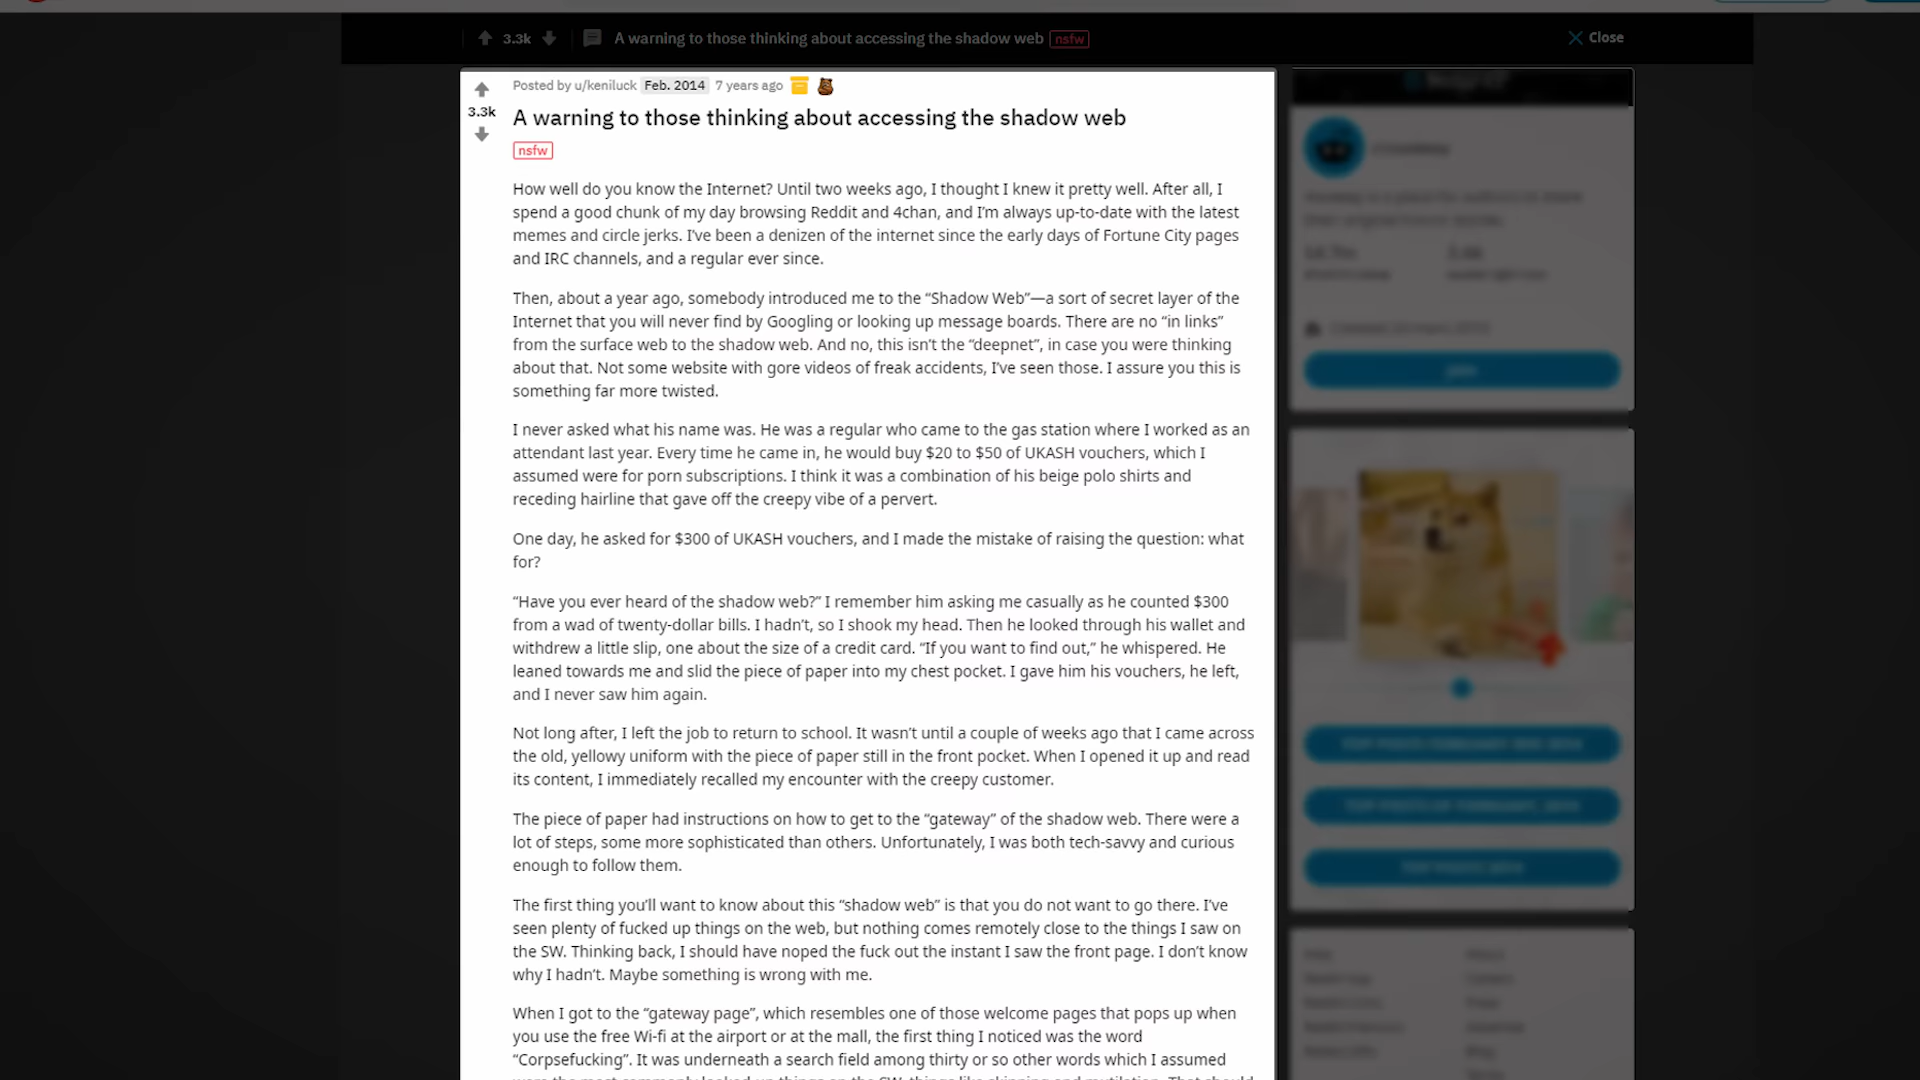 3.3k
A warning to those thinking about accessing the shadow web nsfw
Close
Posted by u/keniluck Feb. 2014 7 years ago
3.3k
A warning to those thinking about accessing the shadow web
nsfw
How well do you know the Internet? Until two weeks ago, I thought I knew it pretty well. After all, I
spend a good chunk of my day browsing Reddit and 4chan, and I'm always up-to-date with the latest
memes and circle jerks. I've been a denizen of the internet since the early days of Fortune City pages
and IRC channels, and a regular ever since.
Then, about a year ago, somebody introduced me to the “Shadow Web”—a sort of secret layer of the
Internet that you will never find by Googling or looking up message boards. There are no “in links”
from the surface web to the shadow web. And no, this isn't the “deepnet”, in case you were thinking
about that. Not some website with gore videos of freak accidents, I've seen those. I assure you this is
something far more twisted.
I never asked what his name was. He was a regular who came to the gas station where I worked as an
attendant last year. Every time he came in, he would buy $20 to $50 of UKASH vouchers, which I
assumed were for porn subscriptions. I think it was a combination of his beige polo shirts and
receding hairline that gave off the creepy vibe of a pervert.
One day, he asked for $300 of UKASH vouchers, and I made the mistake of raising the question: what
for?
“Have you ever heard of the shadow web?” I remember him asking me casually as he counted $300
from a wad of twenty-dollar bills. I hadn't, so I shook my head. Then he looked through his wallet and
withdrew a little slip, one about the size of a credit card. “If you want to find out,” he whispered. He
leaned towards me and slid the piece of paper into my chest pocket. I gave him his vouchers, he left,
and I never saw him again.
Not long after, I left the job to return to school. It wasn't until a couple of weeks ago that I came across
the old, yellowy uniform with the piece of paper still in the front pocket. When I opened it up and read
its content, I immediately recalled my encounter with the creepy customer.
The piece of paper had instructions on how to get to the “gateway” of the shadow web. There were a
lot of steps, some more sophisticated than others. Unfortunately, I was both tech-savvy and curious
enough to follow them.
The first thing you'll want to know about this “shadow web” is that you do not want to go there. I've
seen plenty of fucked up things on the web, but nothing comes remotely close to the things I saw on
the SW. Thinking back, I should have noped the fuck out the instant I saw the front page. I don't know
why I hadn't. Maybe something is wrong with me.
When I got to the “gateway page”, which resembles one of those welcome pages that pops up when
you use the free Wi-fi at the airport or at the mall, the first thing I noticed was the word
“Corpsefucking”. It was underneath a search field among thirty or so other words which I assumed